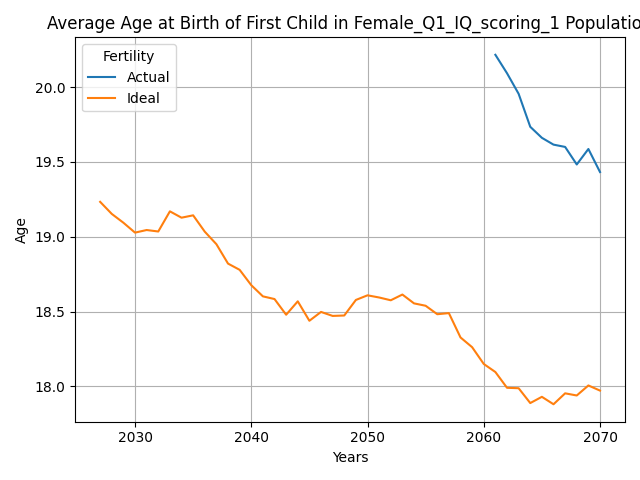 Average Age at Birth of First Child in Female_Q1_IQ_scoring_1 Populatio
Fertility
Actual
Ideal
20.0
19.5
19.0
18.5
18.0
Age
2030 2040 2050 2060 2070
Years